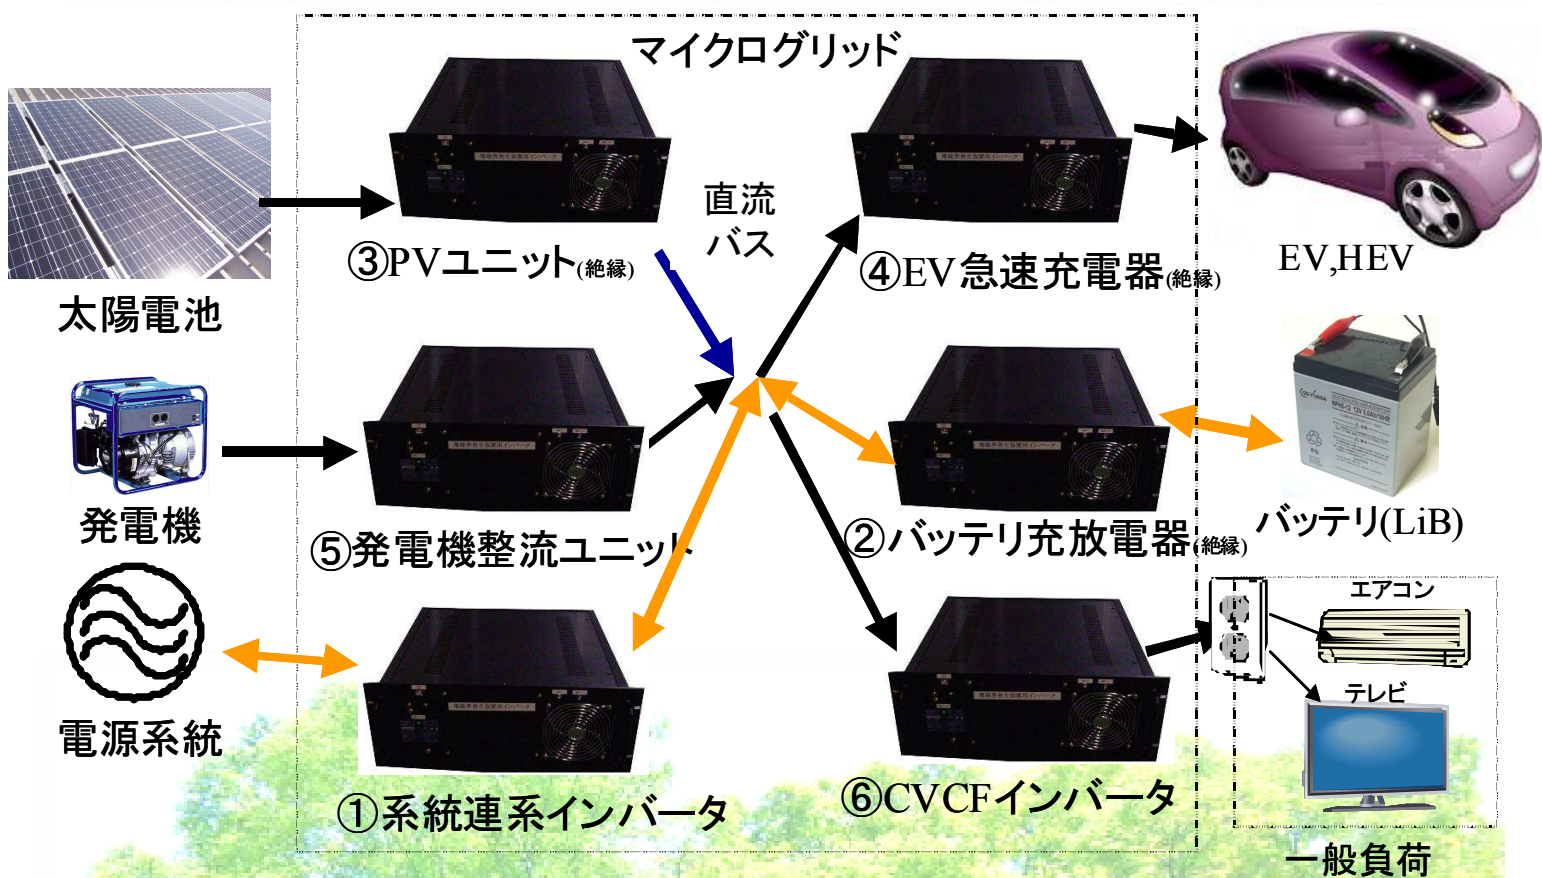 マイクログリッド
直流
バス
③PVユニット(絶縁)
④EV急速充電器(絶縁)
EV,HEV
太陽電池
発電機
⑤発電機整流ユニット
②バッテリ充放電器(絶縁)
バッテリ(LiB)
電源系統
①系統連系インバータ
⑥CVCFインバータ
エアコン
テレビ
一般負荷